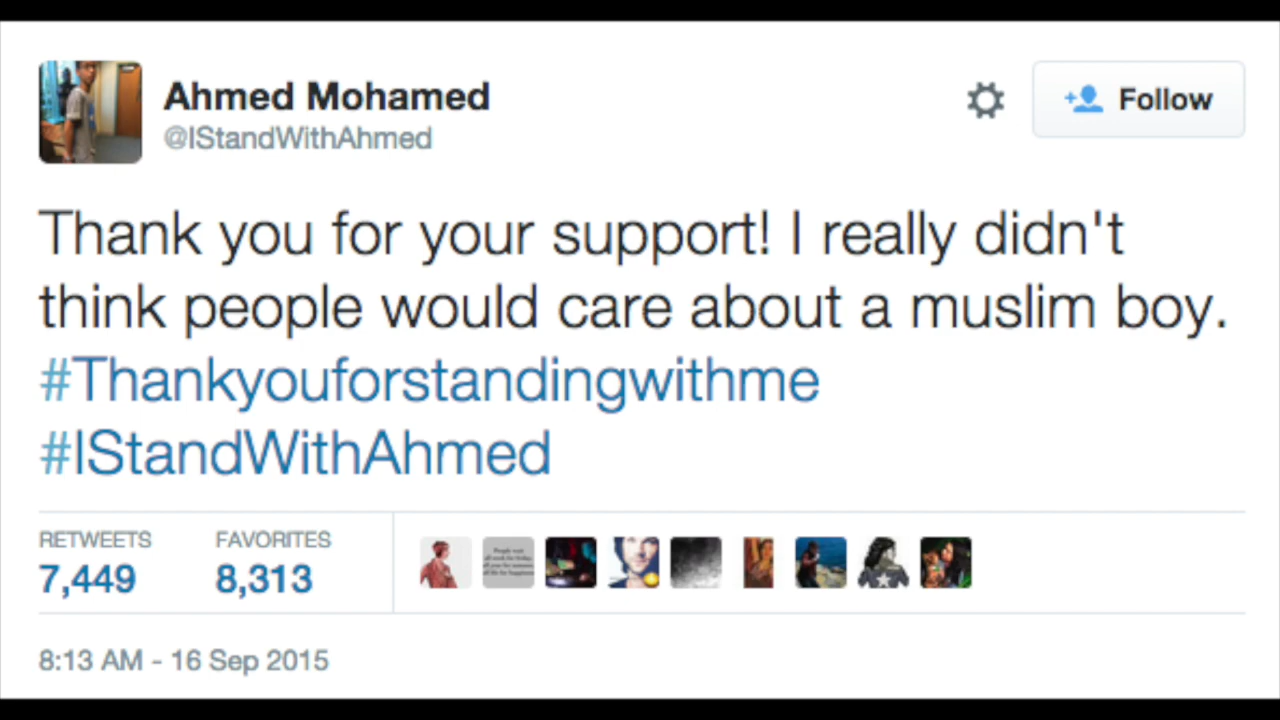 Ahmed Mohamed
@IStandWithAhmed
Follow
Thank you for your support! I really didn't
think people would care about a muslim boy.
#Thankyouforstandingwithme
#IStandWithAhmed
RETWEETS
FAVORITES
7,449
8,313
8:13 AM - 16 Sep 2015